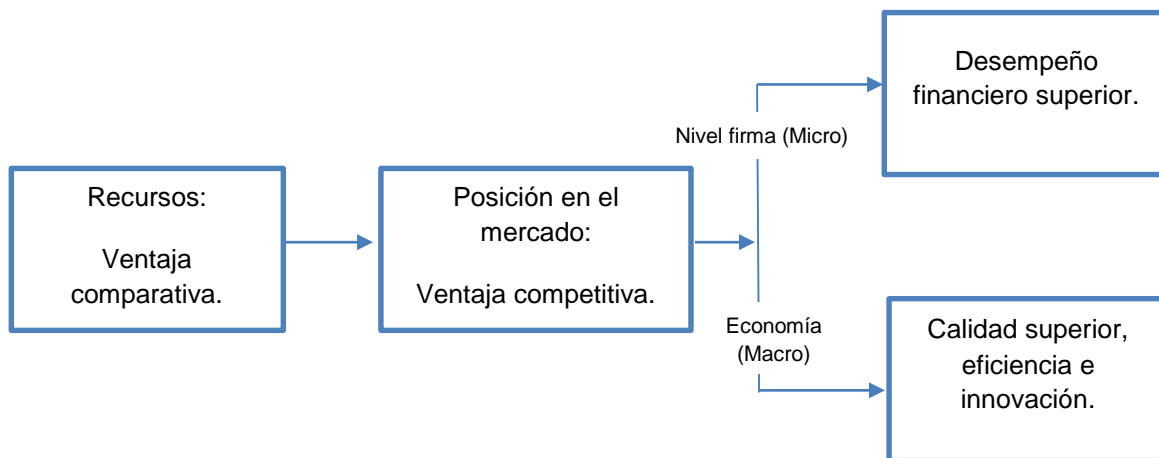 Recursos:
Ventaja
comparativa.
Posición en el
mercado:
Ventaja competitiva.
Nivel firma (Micro)
Desempeño
financiero superior.
Economía
(Macro)
Calidad superior,
eficiencia e
innovación.